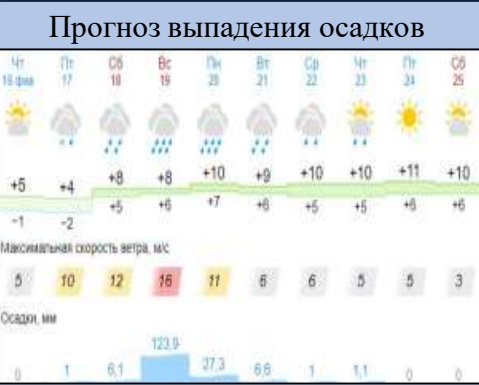 Прогноз выпадения осадков
Чт Пт Сб Вс Пн Вт Ср Чт Пт Сб
16 фев 17 18 19 20 21 22 23 24 25
+5 +4 +8 +8 +10 +9 +10 +10 +11 +10
−1 −2 +5 +6 +7 +6 +5 +5 +6 +6
Максимальная скорость ветра, м/с
5 10 12 16 11 6 6 5 5 3
Осадки, мм
0 1 6,1 123,9 27,3 6,6 1 1,1 0 0